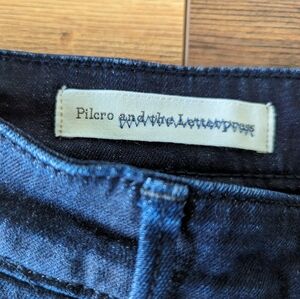 Pilcro and the Letterpress